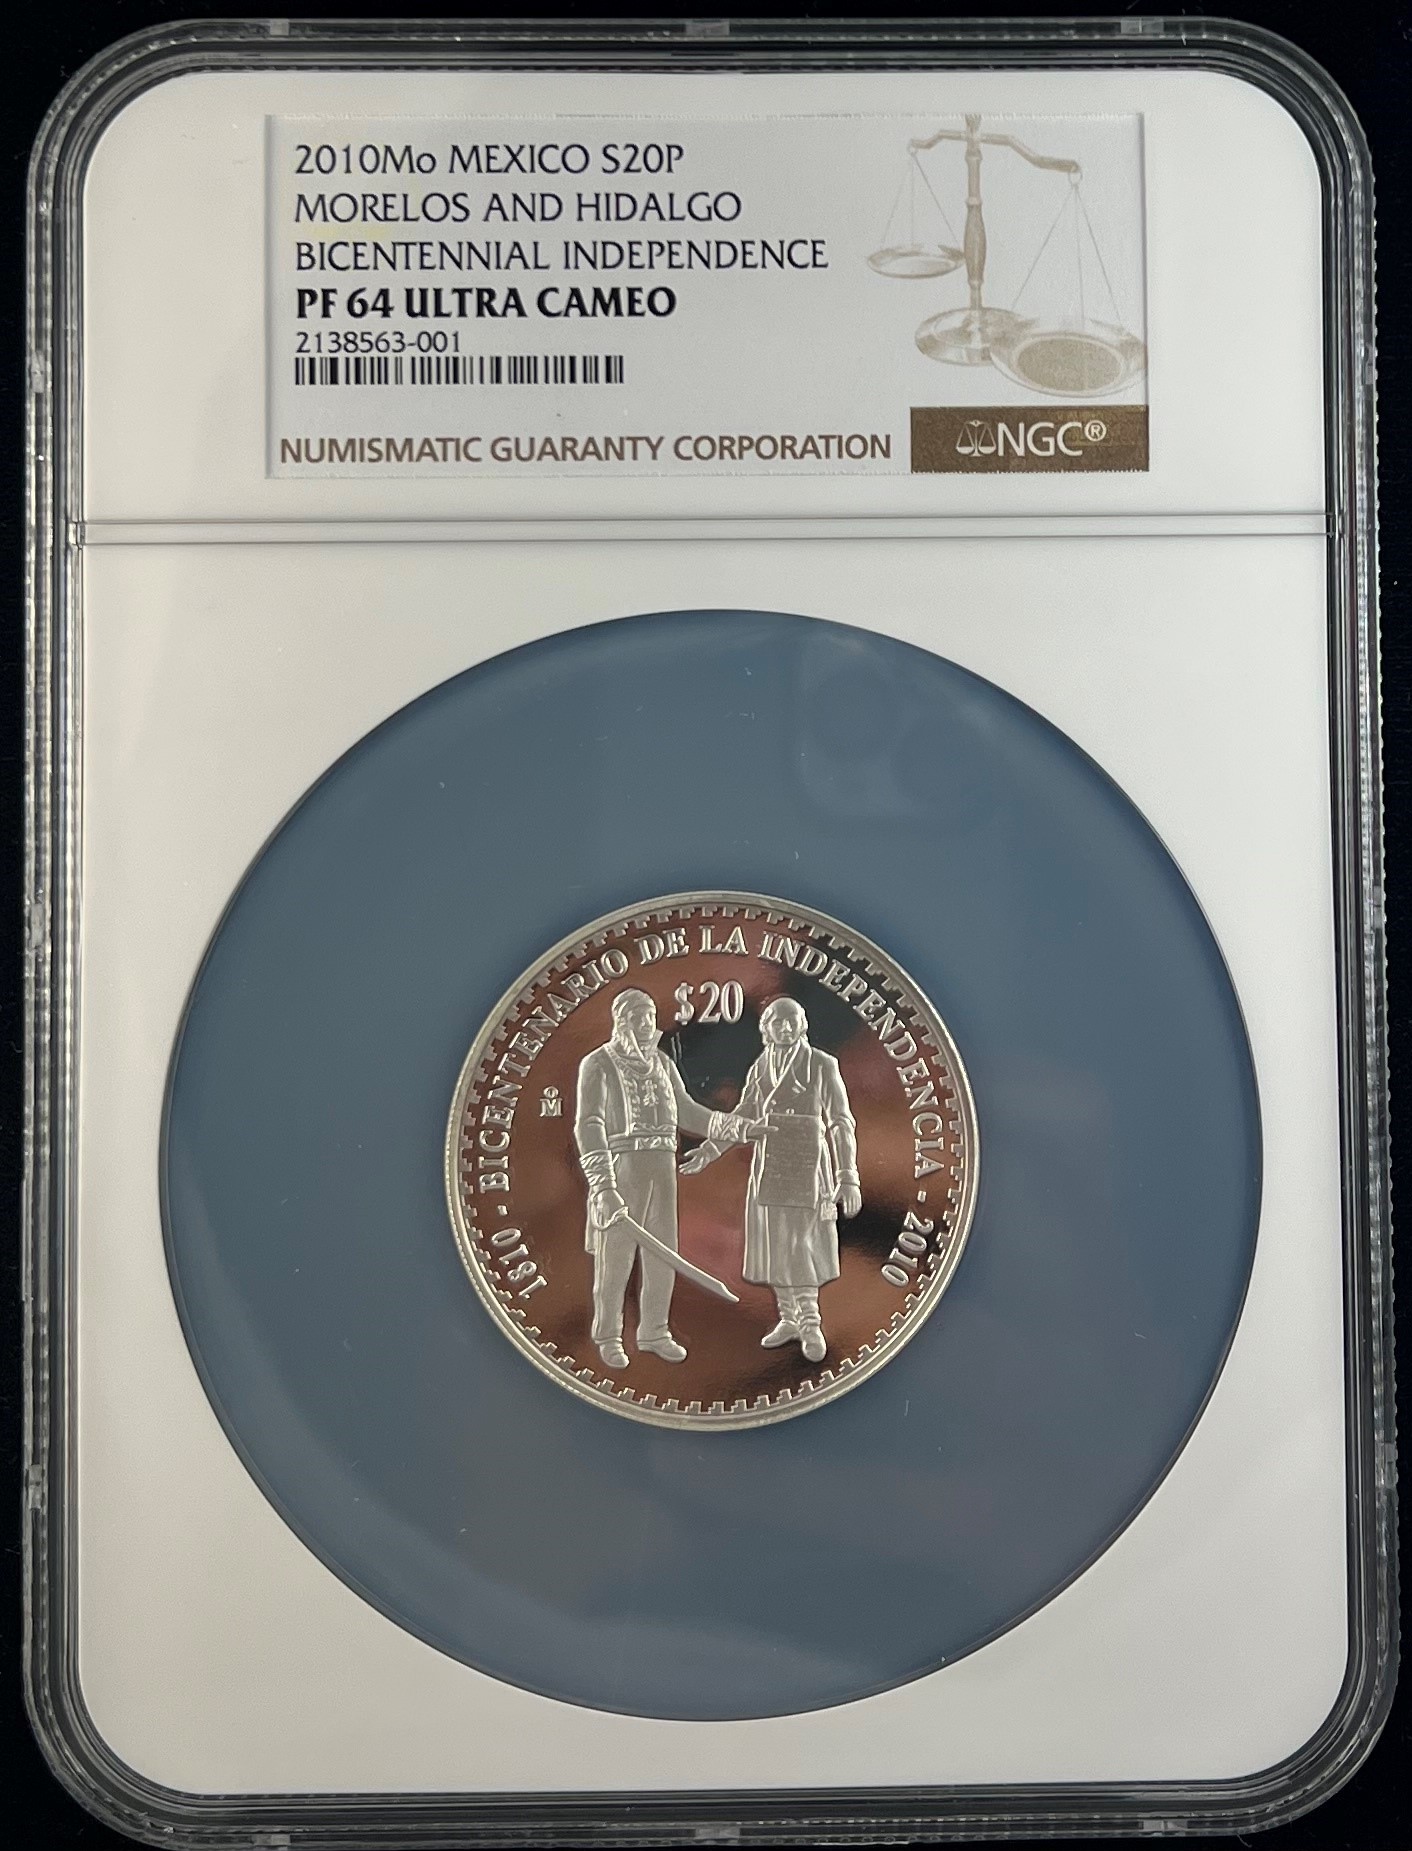 2010Mo MEXICO S20P
MORELOS AND HIDALGO
BICENTENNIAL INDEPENDENCE
PF 64 ULTRA CAMEO
2138563-001
NUMISMATIC GUARANTY CORPORATION
NGC®
1810 - BICENTENARIO DE LA INDEPENDENCIA - 2010
$20
M̊